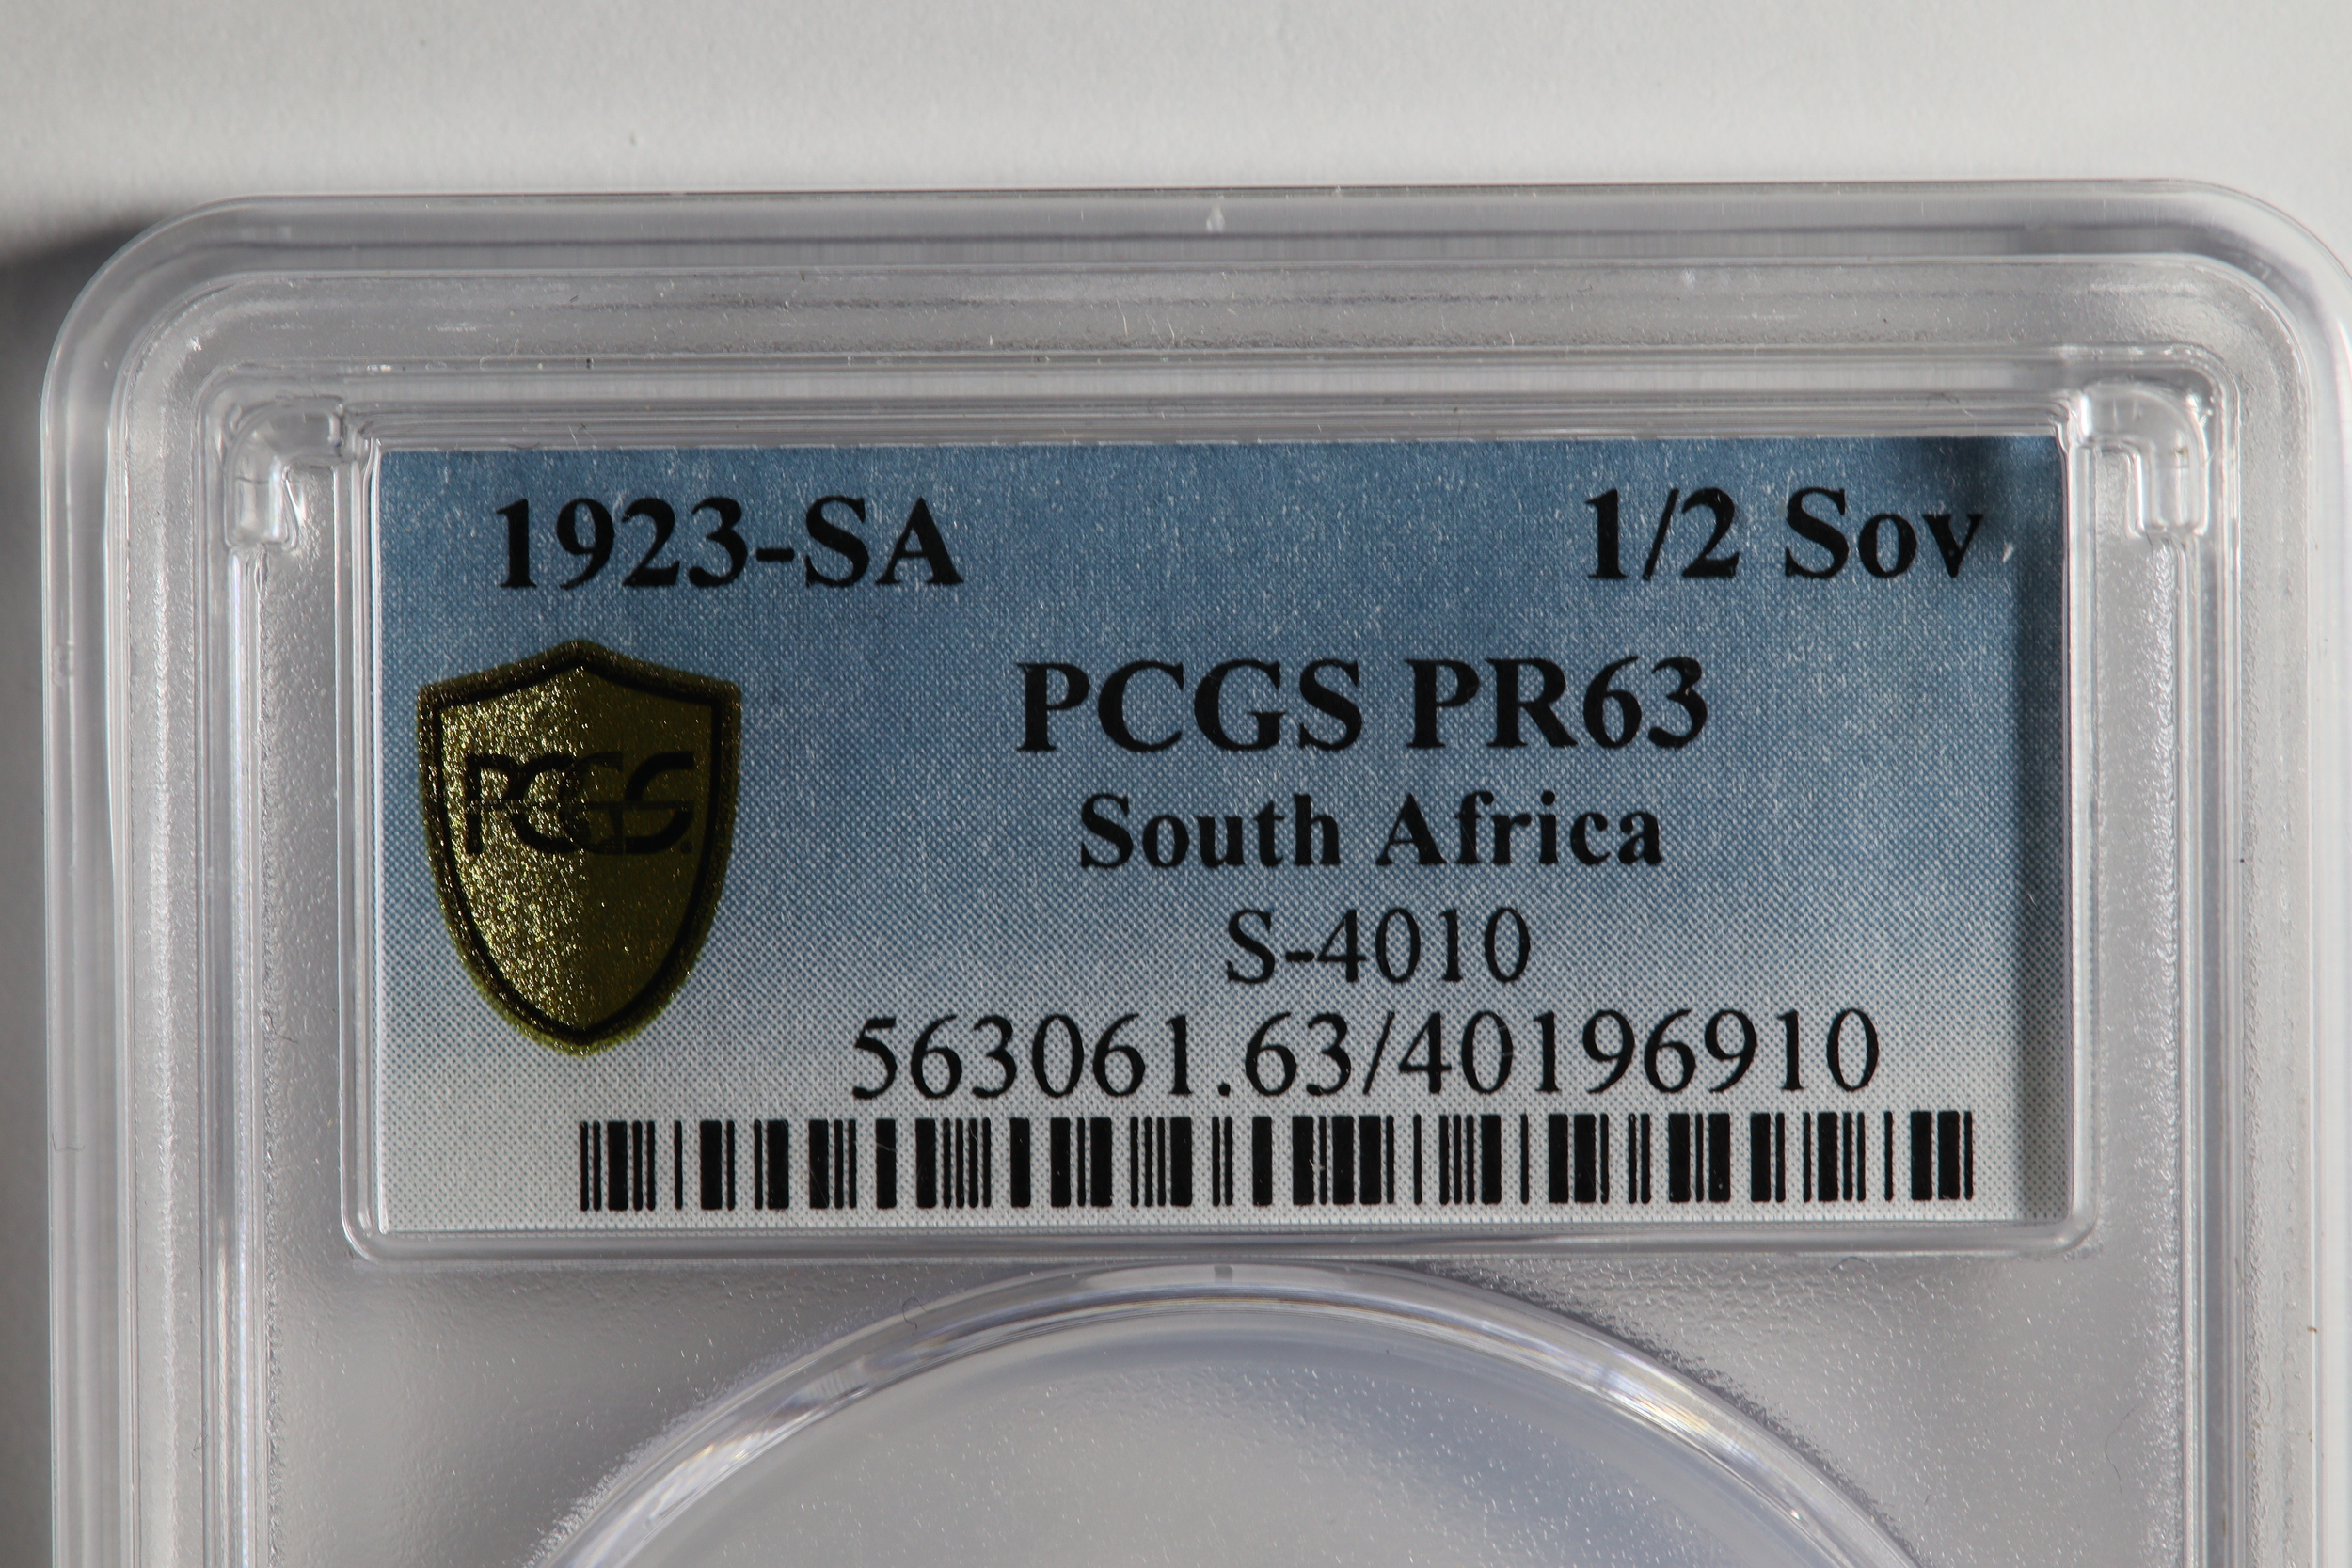 1923-SA 1/2 Sov
PCGS PR63
PCGS
South Africa
S-4010
563061.63/40196910